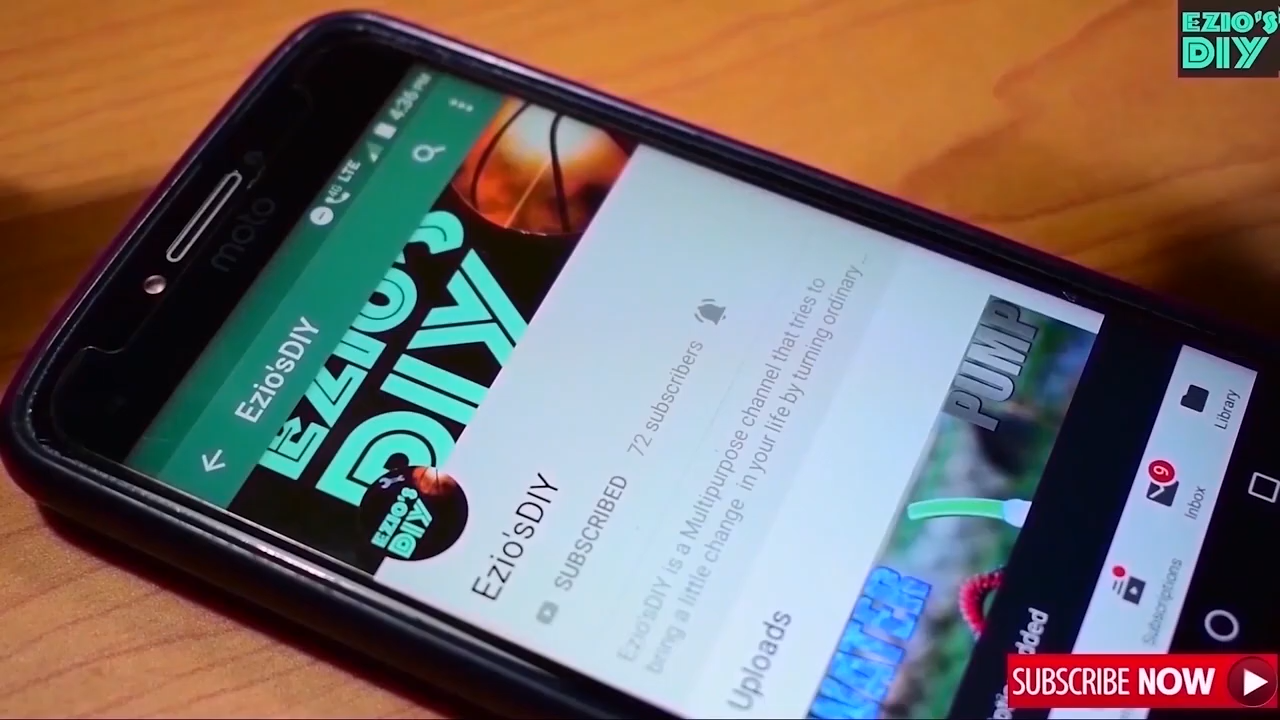 EZIO'S
DIY
moto
4G LTE 4:36 PM
Ezio'sDIY
EZIO'S
DIY
EZIO'S
DIY
Ezio'sDIY
SUBSCRIBED 72 subscribers
Ezio'sDIY is a Multipurpose channel that tries to
bring a little change in your life by turning ordinary ...
Uploads
WATER
PUMP
Subscriptions
9
Inbox
Library
SUBSCRIBE NOW